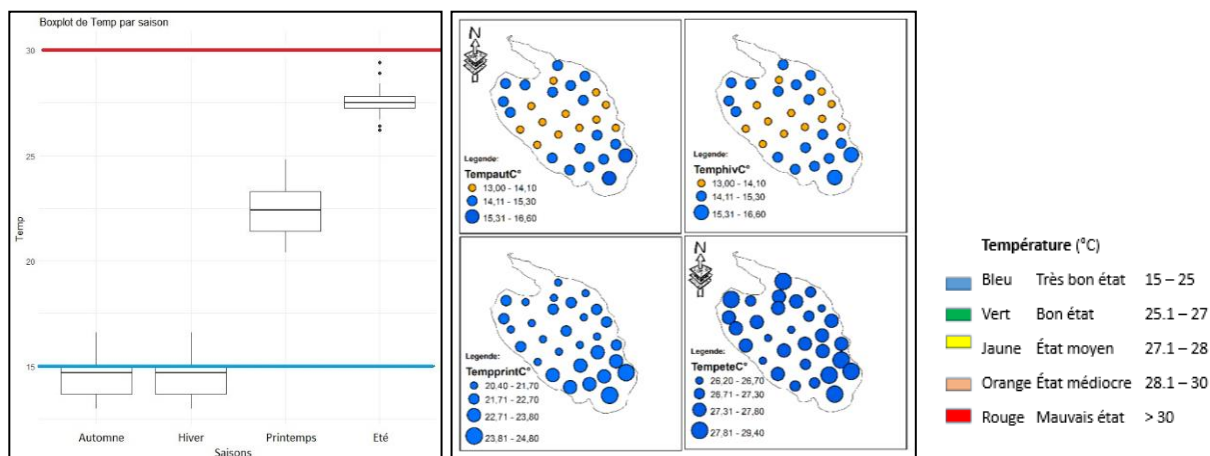 Boxplot de Temp par saison
30
25
20
15
Temp
Automne Hiver Printemps Eté
Saisons
N
Legende:
TempautC°
13,00 - 14,10
14,11 - 15,30
15,31 - 16,60
N
Legende:
TemphivC°
13,00 - 14,10
14,11 - 15,30
15,31 - 16,60
Legende:
TempprintC°
20,40 - 21,70
21,71 - 22,70
22,71 - 23,80
23,81 - 24,80
N
Legende:
TempeteC°
26,20 - 26,70
26,71 - 27,30
27,31 - 27,80
27,81 - 29,40
Température (°C)
Bleu Très bon état 15 – 25
Vert Bon état 25.1 – 27
Jaune État moyen 27.1 – 28
Orange État médiocre 28.1 – 30
Rouge Mauvais état > 30